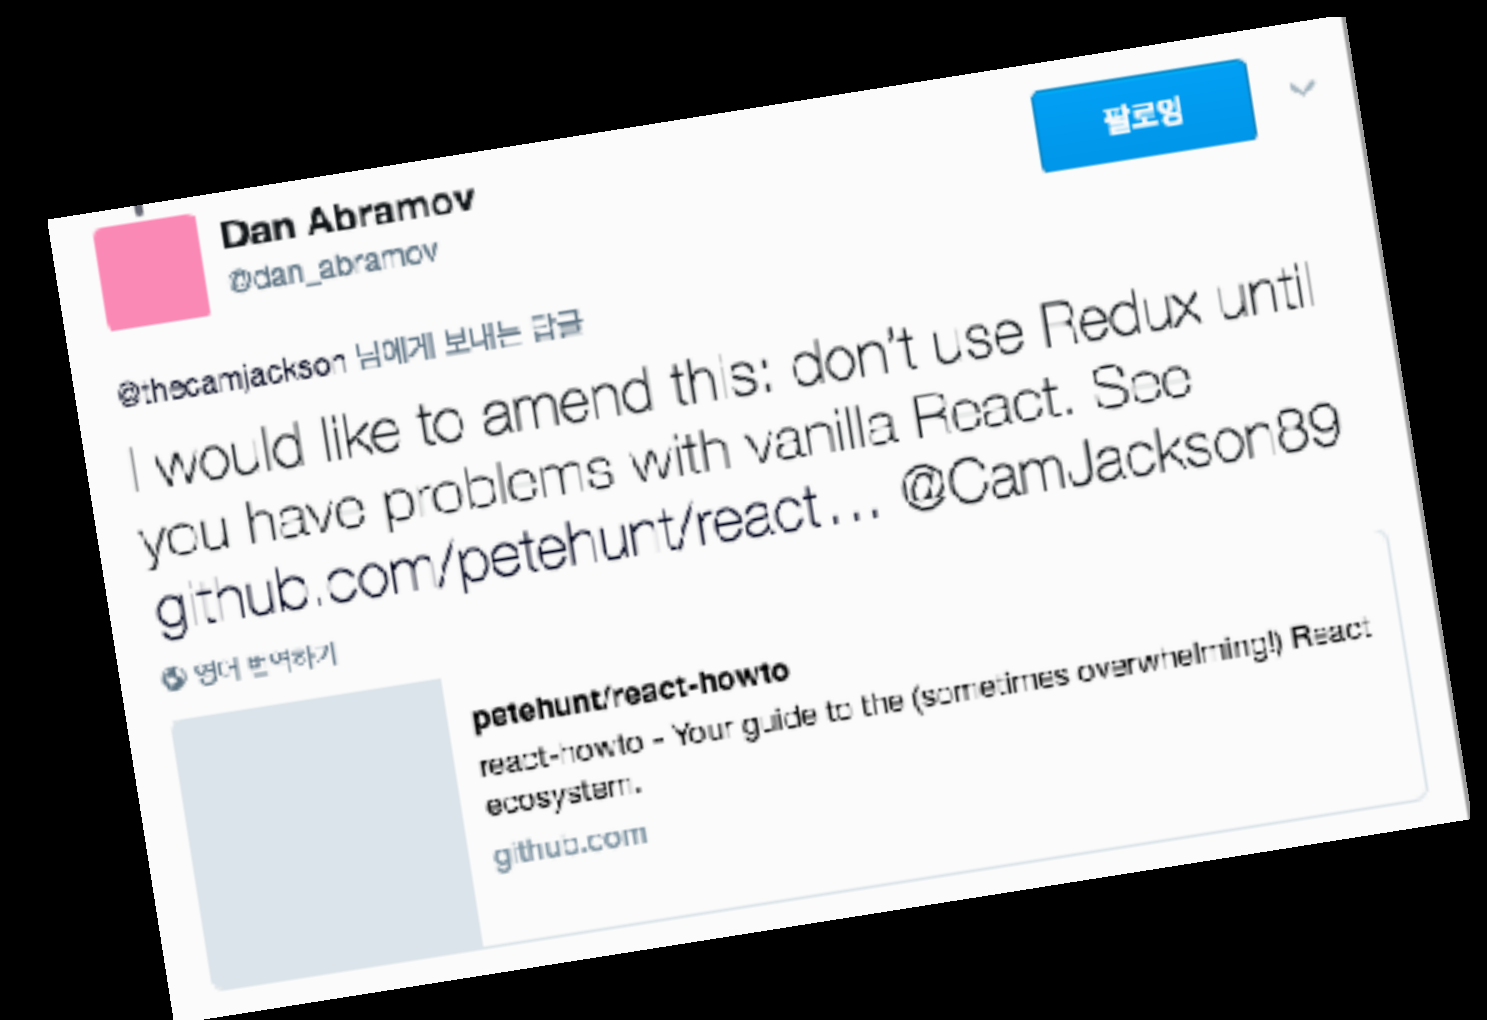 팔로잉
Dan Abramov
@dan_abramov
@thecamjackson 님에게 보내는 답글
I would like to amend this: don't use Redux until
you have problems with vanilla React. See
github.com/petehunt/react… @CamJackson89
영어 번역하기
petehunt/react-howto
react-howto - Your guide to the (sometimes overwhelming!) React
ecosystem.
github.com